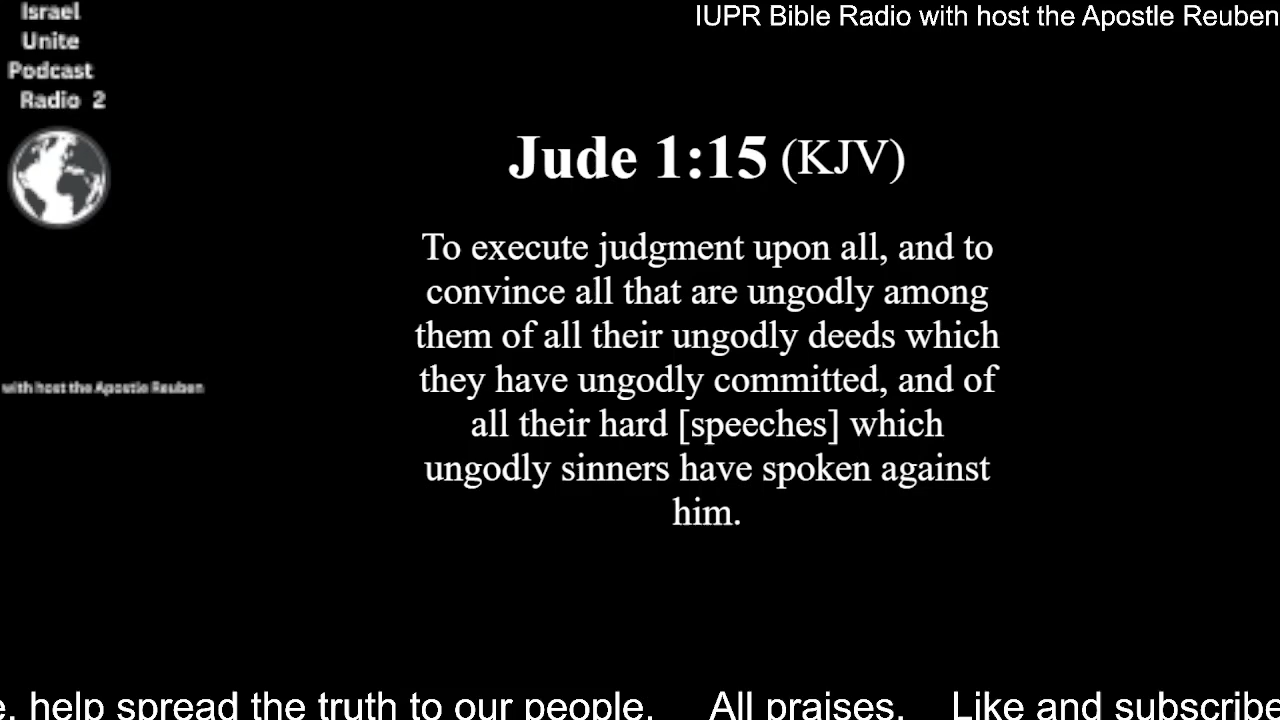 Israel
Unite
Podcast
Radio 2
IUPR Bible Radio with host the Apostle Reuben
Jude 1:15 (KJV)
To execute judgment upon all, and to
convince all that are ungodly among
them of all their ungodly deeds which
they have ungodly committed, and of
all their hard [speeches] which
ungodly sinners have spoken against
him.
with host the Apostle Reuben
e, help spread the truth to our people. All praises. Like and subscribe